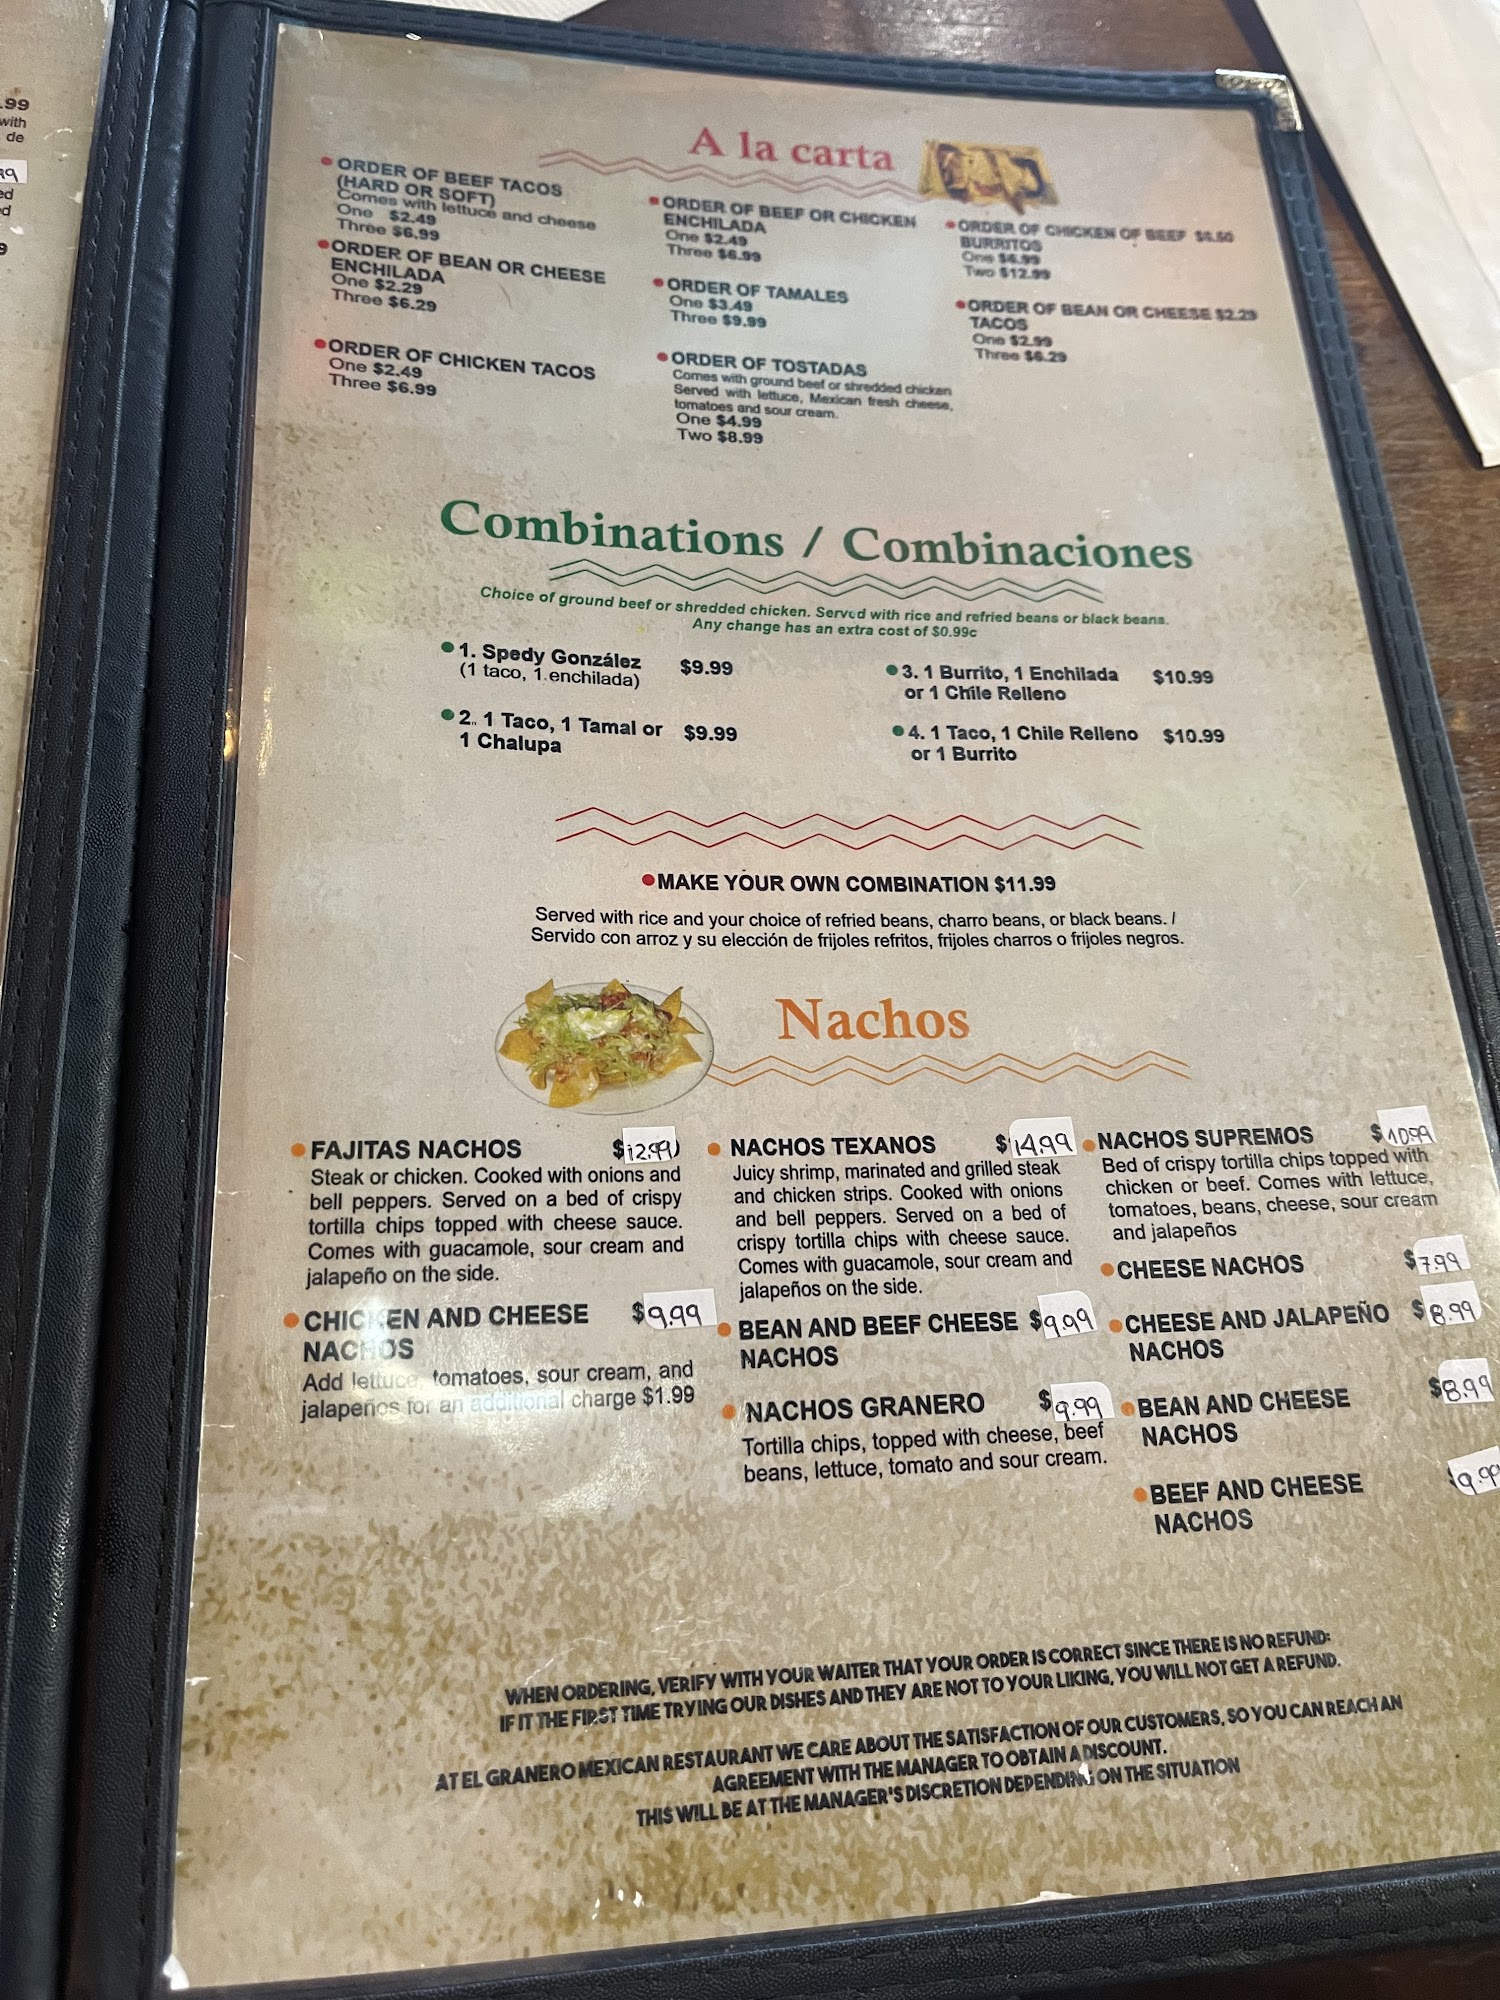 .99
with
de
99
ed
d
9
A la carta
ORDER OF BEEF TACOS
(HARD OR SOFT)
Comes with lettuce and cheese
One $2.49
Three $6.99
ORDER OF BEAN OR CHEESE
ENCHILADA
One $2.29
Three $6.29
ORDER OF CHICKEN TACOS
One $2.49
Three $6.99
ORDER OF BEEF OR CHICKEN
ENCHILADA
One $2.49
Three $6.99
ORDER OF TAMALES
One $3.49
Three $9.99
ORDER OF TOSTADAS
Comes with ground beef or shredded chicken
Served with lettuce, Mexican fresh cheese,
tomatoes and sour cream.
One $4.99
Two $8.99
ORDER OF CHICKEN OF BEEF
BURRITOS
One $6.99
Two $12.99
ORDER OF BEAN OR CHEESE $2.29
TACOS
One $2.99
Three $6.29
Combinations / Combinaciones
Choice of ground beef or shredded chicken. Served with rice and refried beans or black beans.
Any change has an extra cost of $0.99c
1. Spedy González $9.99
(1 taco, 1 enchilada)
2. 1 Taco, 1 Tamal or $9.99
1 Chalupa
3. 1 Burrito, 1 Enchilada $10.99
or 1 Chile Relleno
4. 1 Taco, 1 Chile Relleno $10.99
or 1 Burrito
MAKE YOUR OWN COMBINATION $11.99
Served with rice and your choice of refried beans, charro beans, or black beans. /
Servido con arroz y su elección de frijoles refritos, frijoles charros o frijoles negros.
Nachos
FAJITAS NACHOS $12.99
Steak or chicken. Cooked with onions and
bell peppers. Served on a bed of crispy
tortilla chips topped with cheese sauce.
Comes with guacamole, sour cream and
jalapeño on the side.
CHICKEN AND CHEESE $9.99
NACHOS
Add lettuce, tomatoes, sour cream, and
jalapeños for an additional charge $1.99
NACHOS TEXANOS $14.99
Juicy shrimp, marinated and grilled steak
and chicken strips. Cooked with onions
and bell peppers. Served on a bed of
crispy tortilla chips with cheese sauce.
Comes with guacamole, sour cream and
jalapeños on the side.
BEAN AND BEEF CHEESE $9.99
NACHOS
NACHOS GRANERO $9.99
Tortilla chips, topped with cheese, beef
beans, lettuce, tomato and sour cream.
NACHOS SUPREMOS $10.99
Bed of crispy tortilla chips topped with
chicken or beef. Comes with lettuce,
tomatoes, beans, cheese, sour cream
and jalapeños
CHEESE NACHOS $7.99
CHEESE AND JALAPEÑO $8.99
NACHOS
BEAN AND CHEESE $8.99
NACHOS
BEEF AND CHEESE $9.99
NACHOS
WHEN ORDERING, VERIFY WITH YOUR WAITER THAT YOUR ORDER IS CORRECT SINCE THERE IS NO REFUND:
IF IT THE FIRST TIME TRYING OUR DISHES AND THEY ARE NOT TO YOUR LIKING, YOU WILL NOT GET A REFUND.
AT EL GRANERO MEXICAN RESTAURANT WE CARE ABOUT THE SATISFACTION OF OUR CUSTOMERS, SO YOU CAN REACH AN
AGREEMENT WITH THE MANAGER TO OBTAIN A DISCOUNT.
THIS WILL BE AT THE MANAGER'S DISCRETION DEPENDING ON THE SITUATION